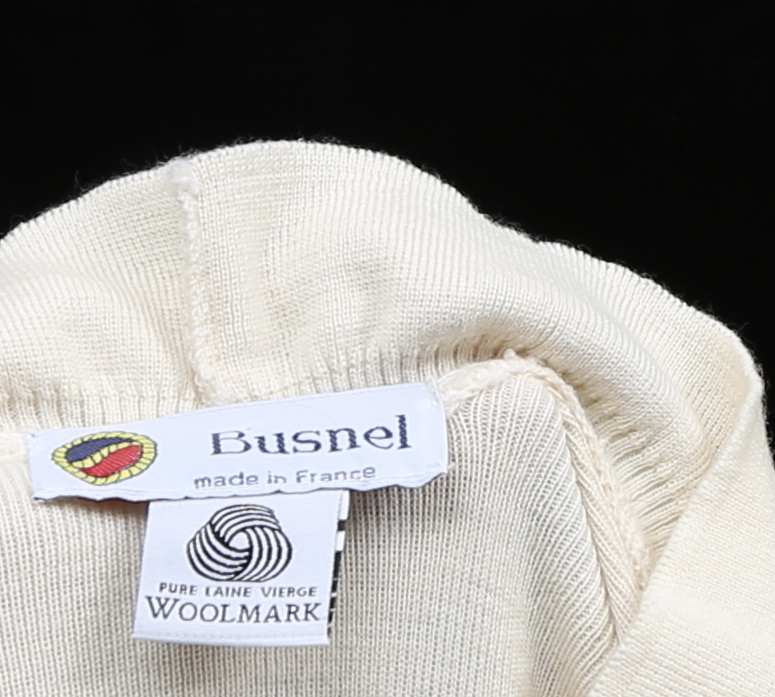 Busnel
made in France
PURE LAINE VIERGE
WOOLMARK